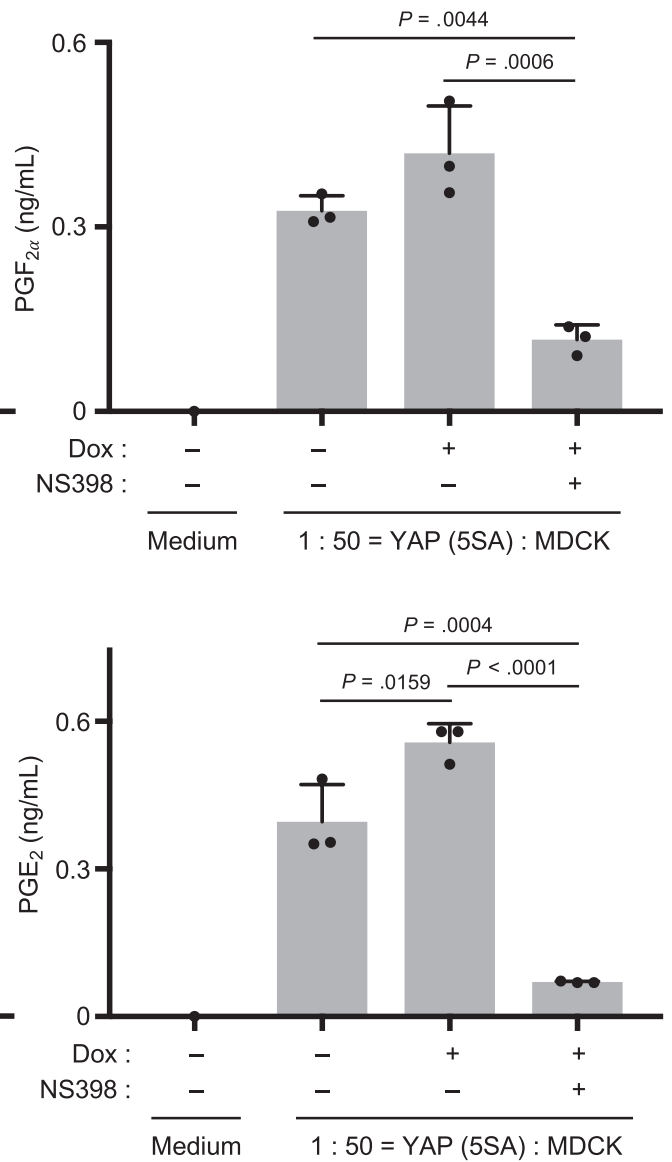 P = .0044
P = .0006
0.6
0.3
0
PGF2α (ng/mL)
Dox : – – + +
NS398 : – – – +
Medium 1 : 50 = YAP (5SA) : MDCK
P = .0004
P = .0159 P < .0001
0.6
0.3
0
PGE2 (ng/mL)
Dox : – – + +
NS398 : – – – +
Medium 1 : 50 = YAP (5SA) : MDCK